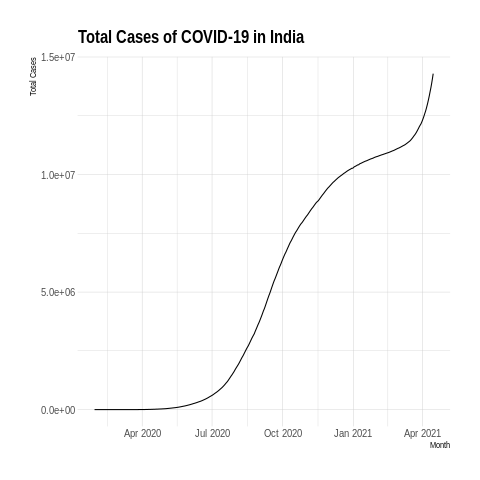 Total Cases of COVID-19 in India
Total Cases
1.5e+07
1.0e+07
5.0e+06
0.0e+00
Apr 2020 Jul 2020 Oct 2020 Jan 2021 Apr 2021
Month